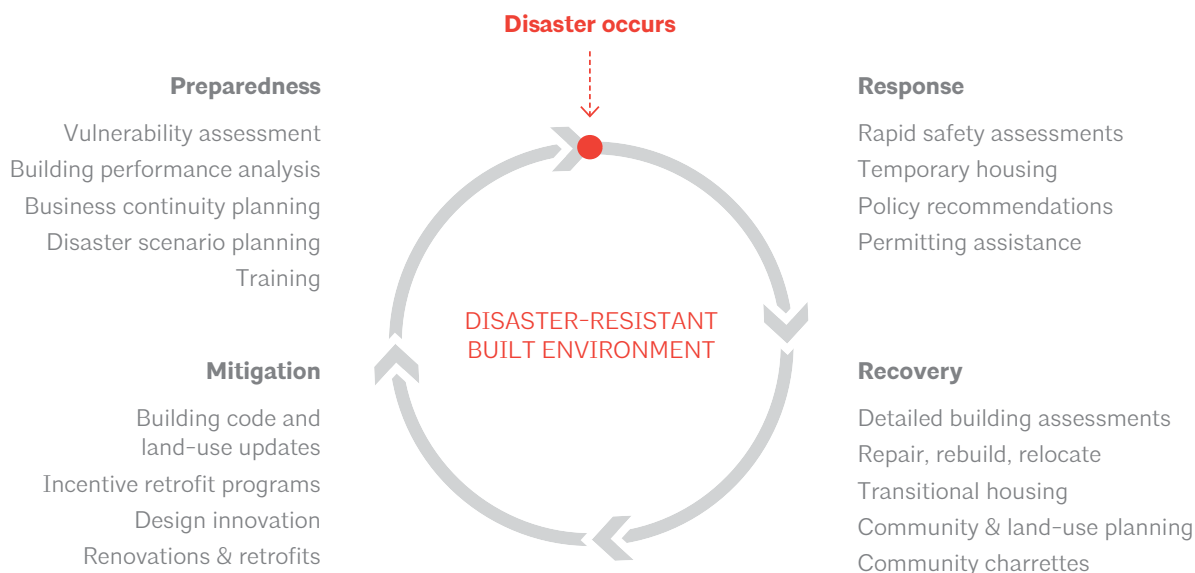 Disaster occurs
Preparedness
Vulnerability assessment
Building performance analysis
Business continuity planning
Disaster scenario planning
Training
Response
Rapid safety assessments
Temporary housing
Policy recommendations
Permitting assistance
DISASTER-RESISTANT
BUILT ENVIRONMENT
Mitigation
Building code and
land-use updates
Incentive retrofit programs
Design innovation
Renovations & retrofits
Recovery
Detailed building assessments
Repair, rebuild, relocate
Transitional housing
Community & land-use planning
Community charrettes